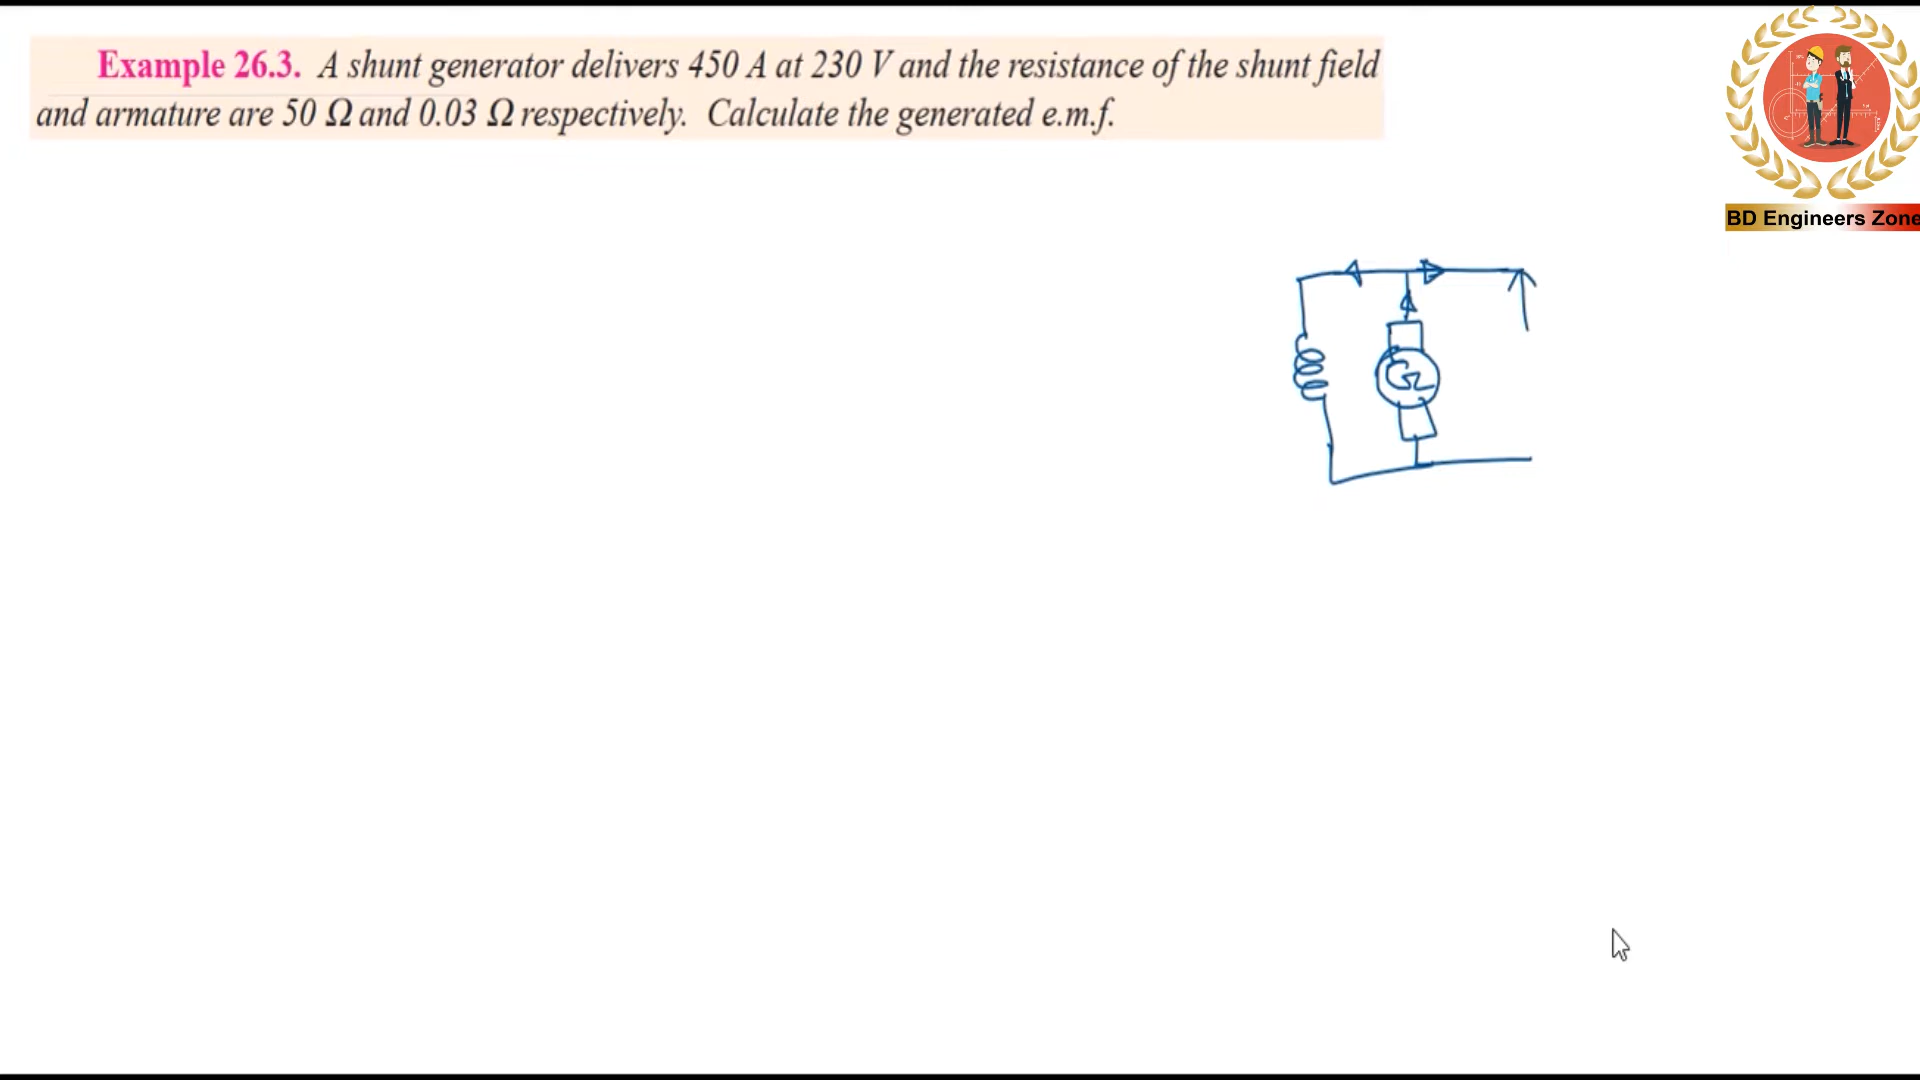 Example 26.3. A shunt generator delivers 450 A at 230 V and the resistance of the shunt field
and armature are 50 Ω and 0.03 Ω respectively. Calculate the generated e.m.f.
BD Engineers Zone
G